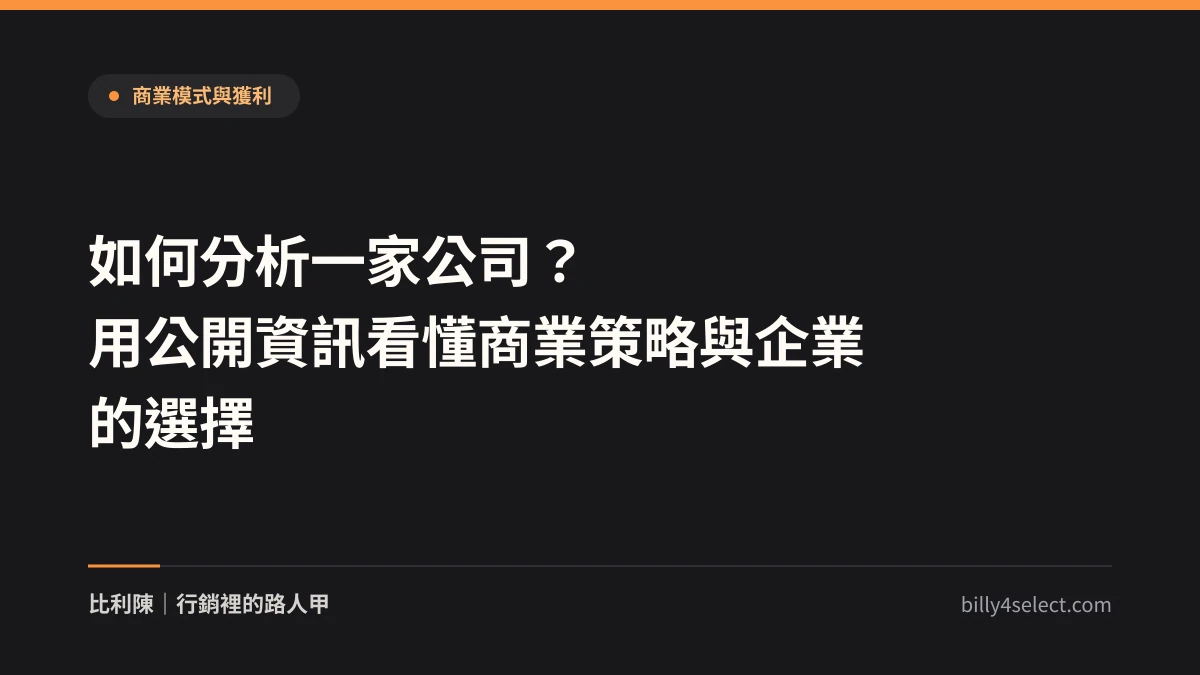 商業模式與獲利
如何分析一家公司？
用公開資訊看懂商業策略與企業
的選擇
比利陳｜行銷裡的路人甲
billy4select.com